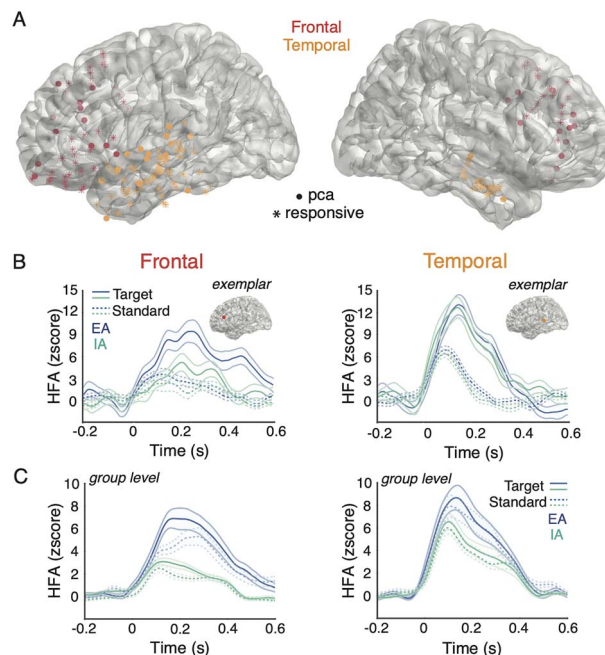 A
Frontal
Temporal
● pca
* responsive
B
Frontal
Temporal
HFA (zscore)
15
12
9
6
3
0
Target
Standard
EA
IA
exemplar
-0.2 0 0.2 0.4 0.6
Time (s)
HFA (zscore)
15
12
9
6
3
0
exemplar
-0.2 0 0.2 0.4 0.6
Time (s)
C
HFA (zscore)
10
8
6
4
2
0
group level
-0.2 0 0.2 0.4 0.6
Time (s)
HFA (zscore)
10
8
6
4
2
0
group level
Target
Standard
EA
IA
-0.2 0 0.2 0.4 0.6
Time (s)